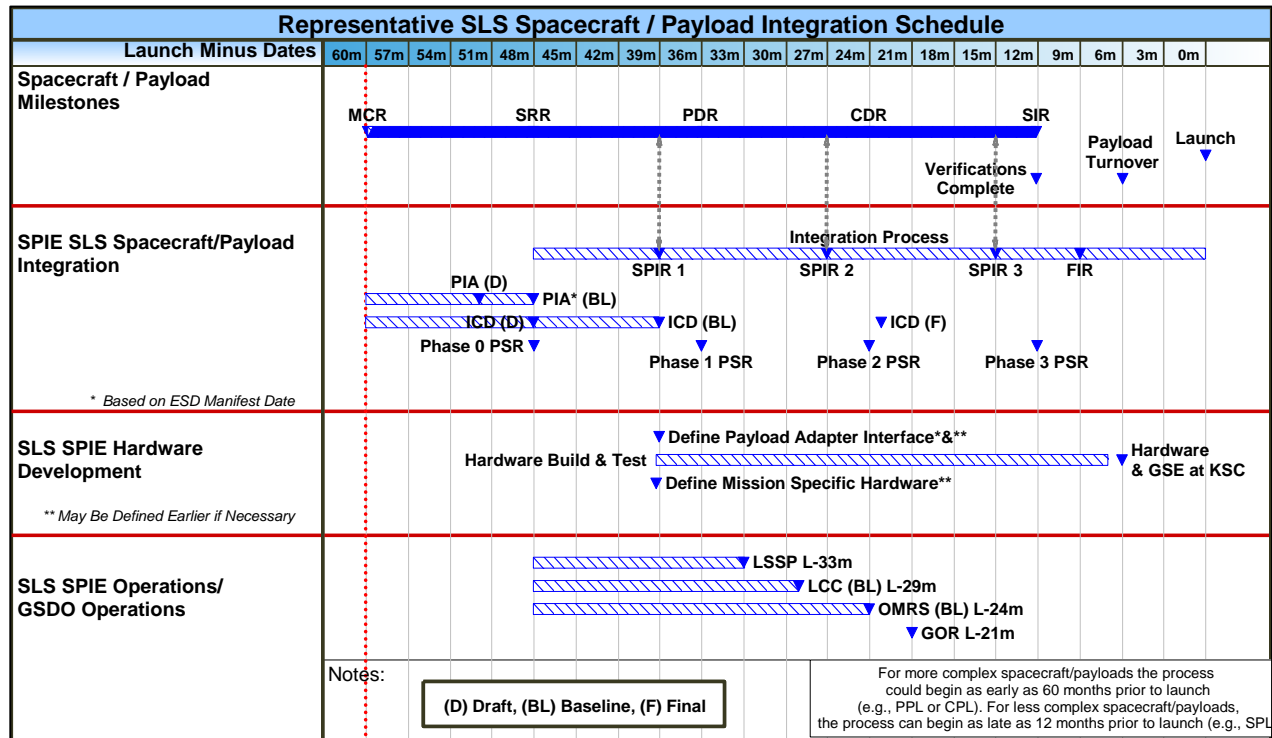 Representative SLS Spacecraft / Payload Integration Schedule
Launch Minus Dates 60m 57m 54m 51m 48m 45m 42m 39m 36m 33m 30m 27m 24m 21m 18m 15m 12m 9m 6m 3m 0m
Spacecraft / Payload
Milestones
MCR SRR PDR CDR SIR
Launch
Payload
Turnover
Verifications
Complete
SPIE SLS Spacecraft/Payload
Integration
Integration Process
SPIR 1 SPIR 2 SPIR 3 FIR
PIA (D)
PIA* (BL)
ICD (D) ICD (BL) ICD (F)
Phase 0 PSR Phase 1 PSR Phase 2 PSR Phase 3 PSR
* Based on ESD Manifest Date
SLS SPIE Hardware
Development
Define Payload Adapter Interface*&**
Hardware Build & Test
Hardware
& GSE at KSC
Define Mission Specific Hardware**
** May Be Defined Earlier if Necessary
SLS SPIE Operations/
GSDO Operations
LSSP L-33m
LCC (BL) L-29m
OMRS (BL) L-24m
GOR L-21m
Notes:
(D) Draft, (BL) Baseline, (F) Final
For more complex spacecraft/payloads the process
could begin as early as 60 months prior to launch
(e.g., PPL or CPL). For less complex spacecraft/payloads,
the process can begin as late as 12 months prior to launch (e.g., SPL